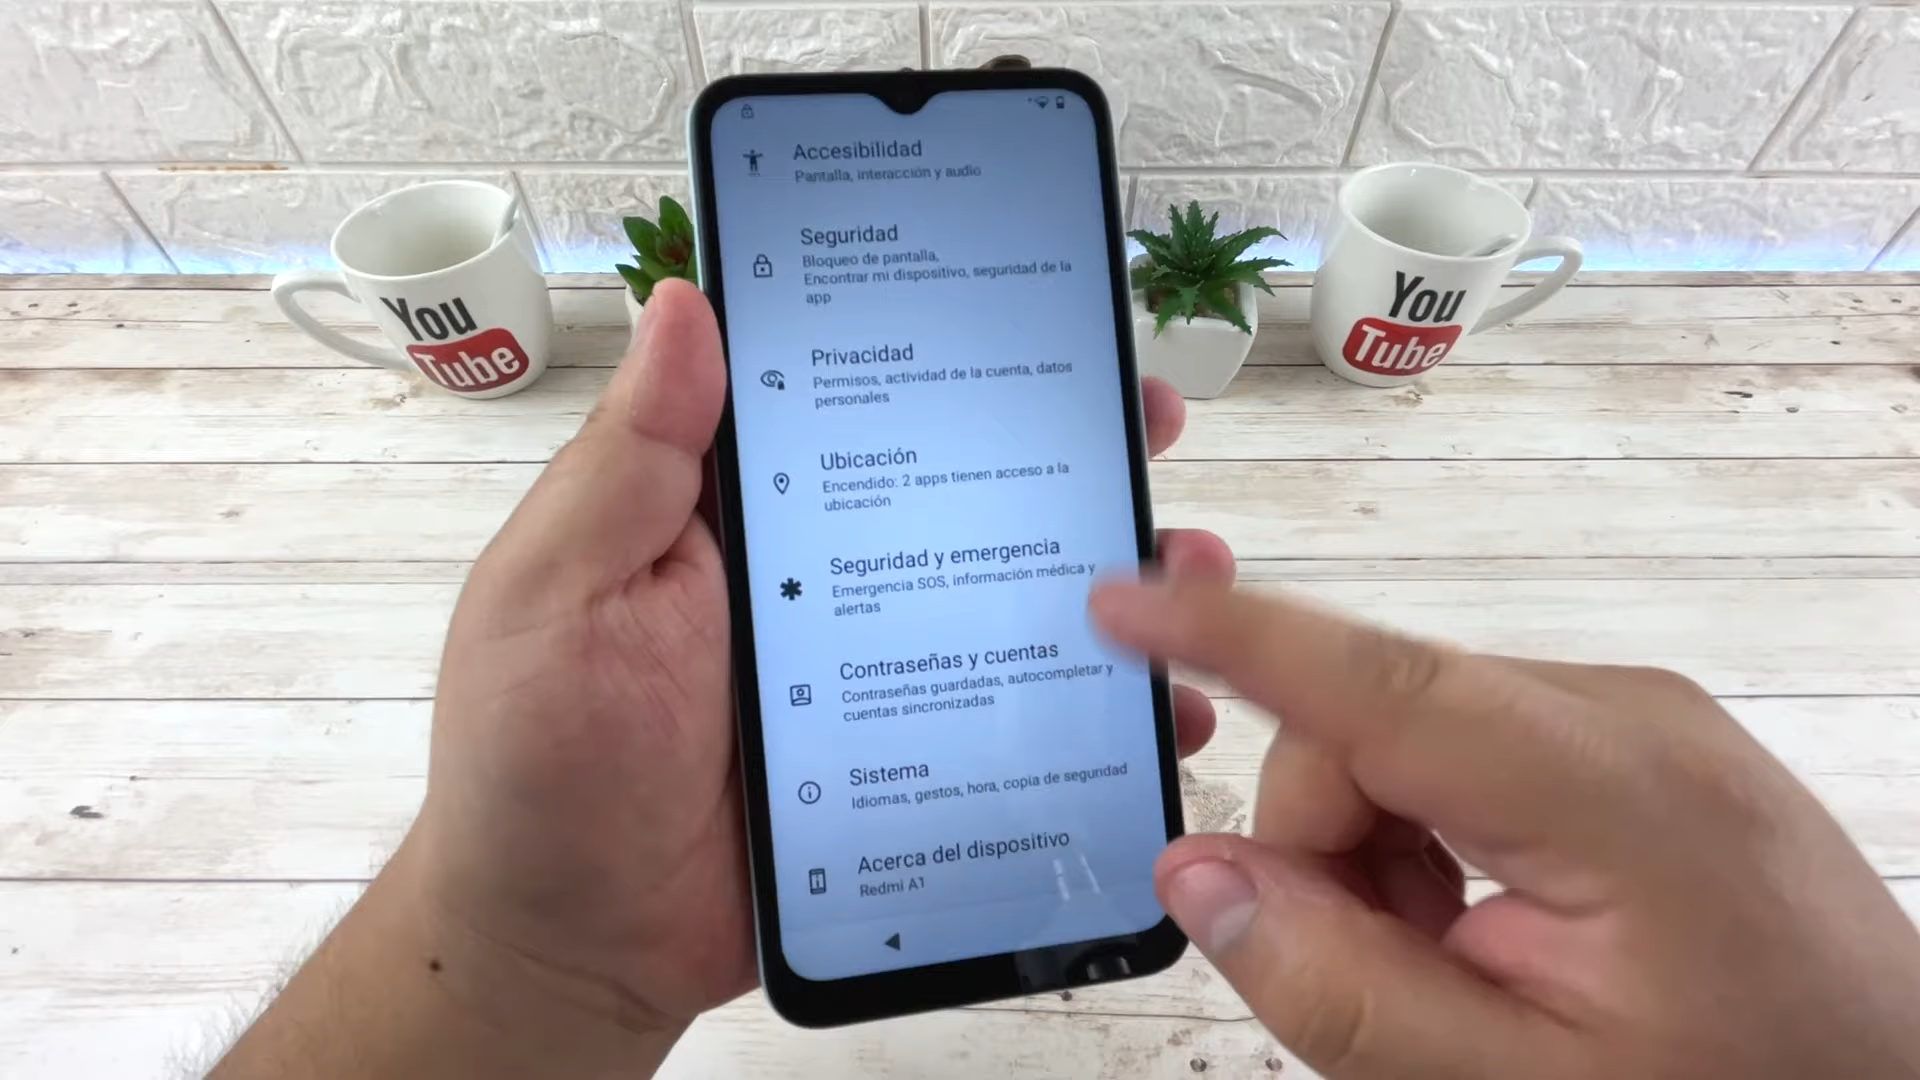 Accesibilidad
Pantalla, interacción y audio
Seguridad
Bloqueo de pantalla,
Encontrar mi dispositivo, seguridad de la
app
Privacidad
Permisos, actividad de la cuenta, datos
personales
Ubicación
Encendido: 2 apps tienen acceso a la
ubicación
Seguridad y emergencia
Emergencia SOS, información médica y
alertas
Contraseñas y cuentas
Contraseñas guardadas, autocompletar y
cuentas sincronizadas
Sistema
Idiomas, gestos, hora, copia de seguridad
Acerca del dispositivo
Redmi A1
You
Tube
You
Tube